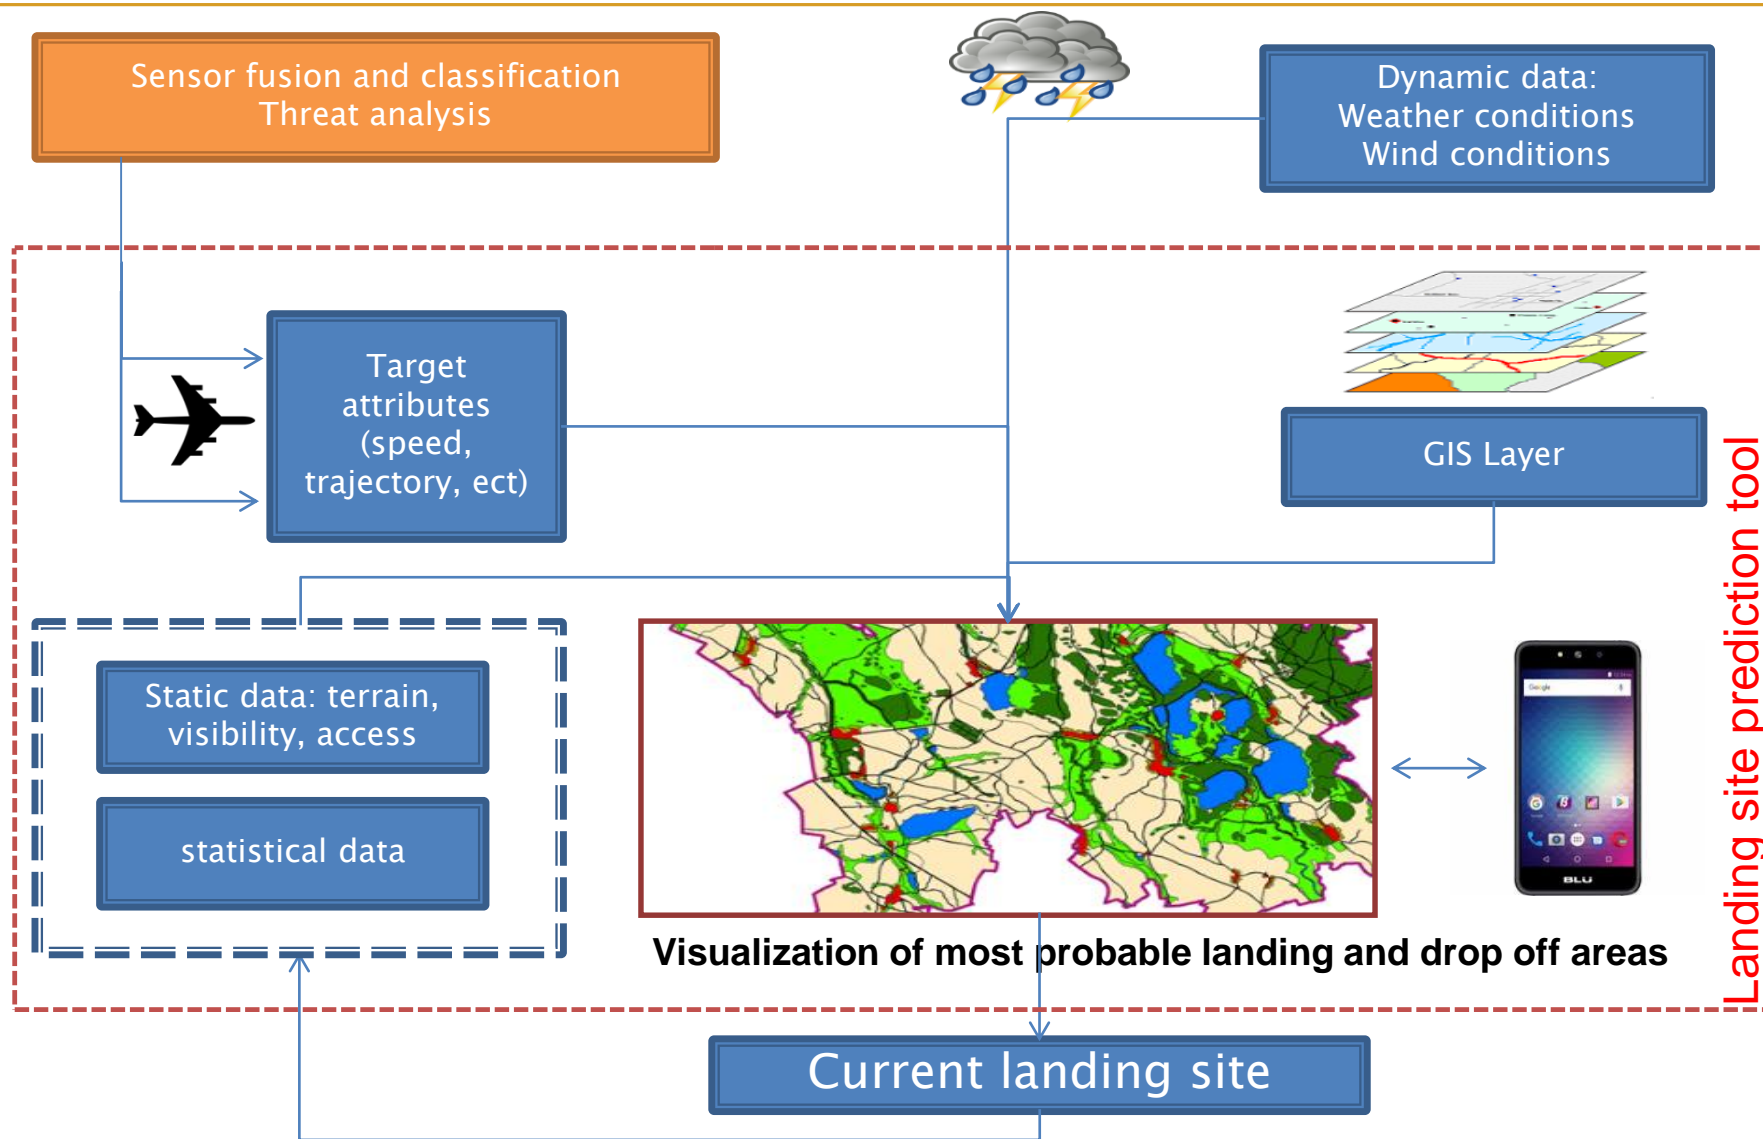 Sensor fusion and classification
Threat analysis
Dynamic data:
Weather conditions
Wind conditions
Target
attributes
(speed,
trajectory, ect)
GIS Layer
Landing site prediction tool
Static data: terrain,
visibility, access
statistical data
Google
BLU
Visualization of most probable landing and drop off areas
Current landing site